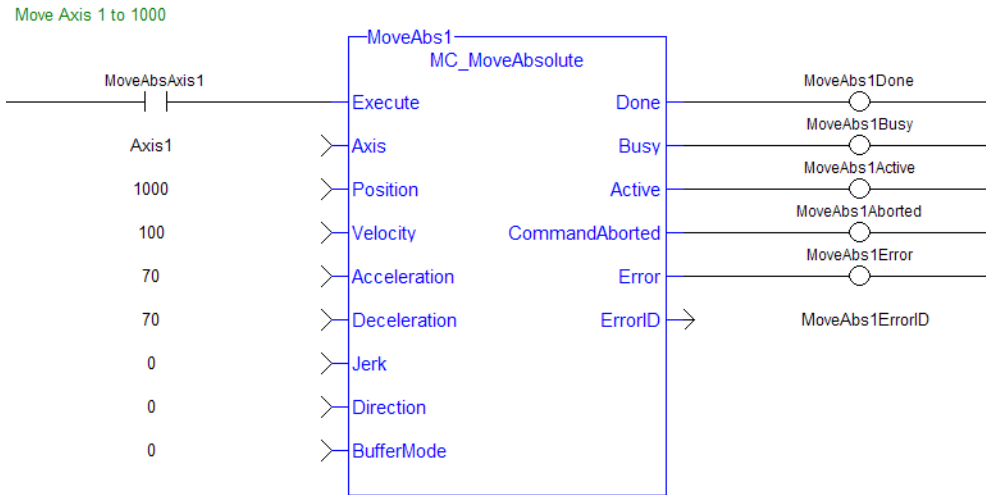 Move Axis 1 to 1000
MoveAbs1
MC_MoveAbsolute
MoveAbsAxis1
Execute
Done
MoveAbs1Done
Axis1
Axis
Busy
MoveAbs1Busy
1000
Position
Active
MoveAbs1Active
100
Velocity
CommandAborted
MoveAbs1Aborted
70
Acceleration
Error
MoveAbs1Error
70
Deceleration
ErrorID
MoveAbs1ErrorID
0
Jerk
0
Direction
0
BufferMode